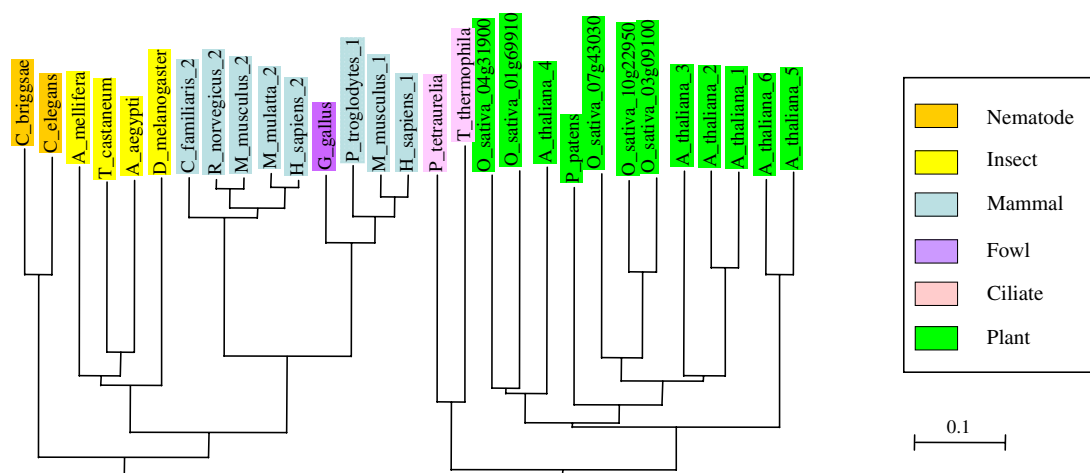 C_briggsae
C_elegans
A_mellifera
T_castaneum
A_aegypti
D_melanogaster
C_familiaris_2
R_norvegicus_2
M_musculus_2
M_mulatta_2
H_sapiens_2
G_gallus
P_troglodytes_1
M_musculus_1
H_sapiens_1
P_tetraurelia
T_thermophila
O_sativa_04g31900
O_sativa_01g69910
A_thaliana_4
P_patens
O_sativa_07g43030
O_sativa_10g22950
O_sativa_03g09100
A_thaliana_3
A_thaliana_2
A_thaliana_1
A_thaliana_6
A_thaliana_5
Nematode
Insect
Mammal
Fowl
Ciliate
Plant
0.1